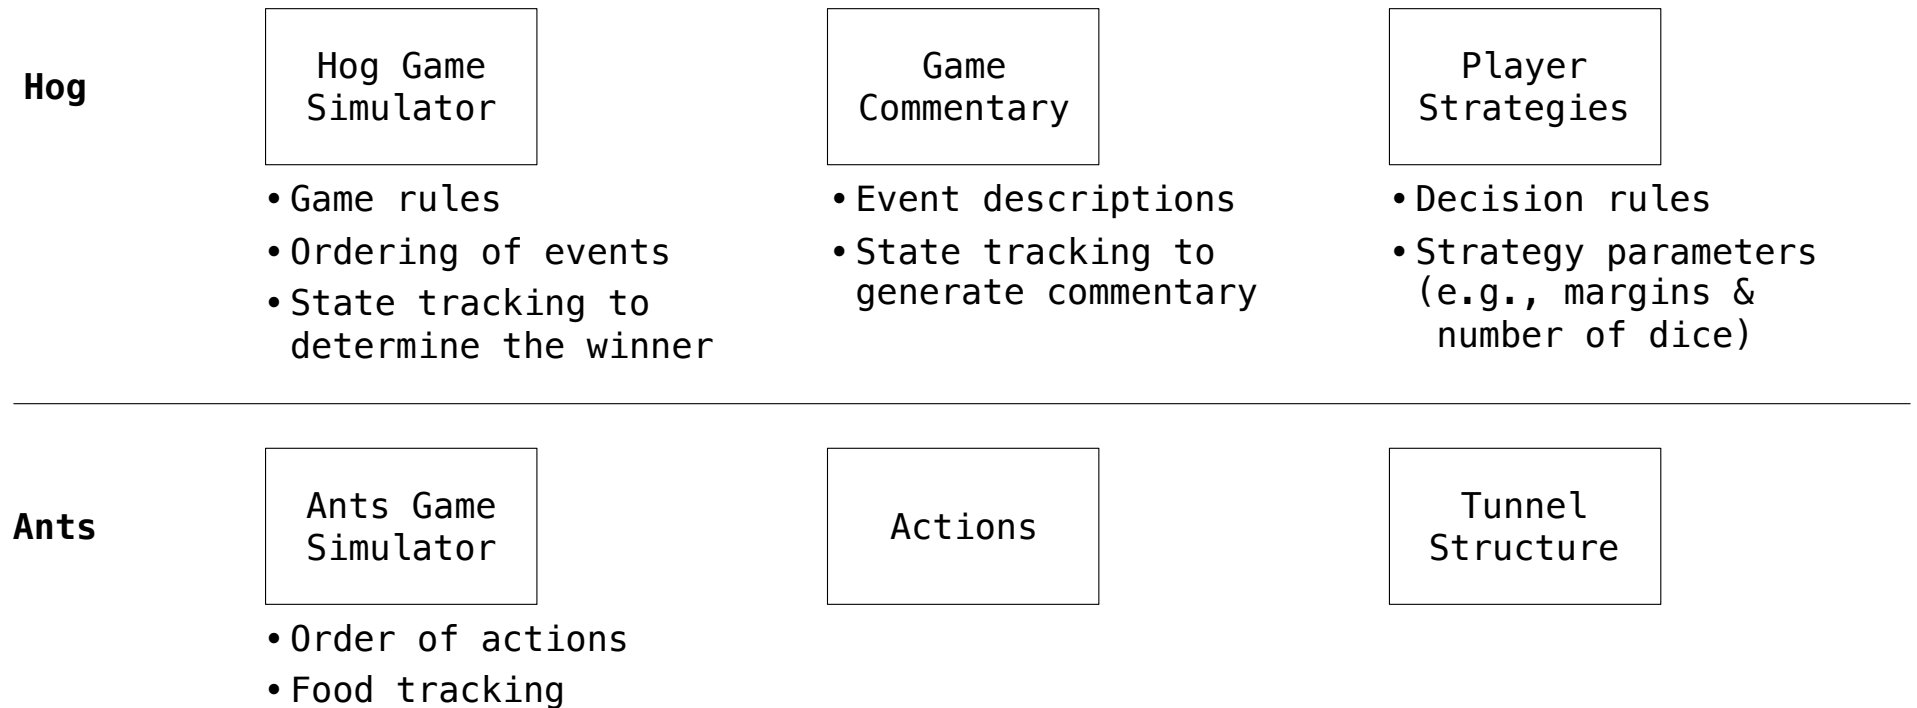 Hog
Hog Game
Simulator
• Game rules
• Ordering of events
• State tracking to
determine the winner
Game
Commentary
• Event descriptions
• State tracking to
generate commentary
Player
Strategies
• Decision rules
• Strategy parameters
(e.g., margins &
number of dice)
Ants
Ants Game
Simulator
• Order of actions
• Food tracking
Actions
Tunnel
Structure